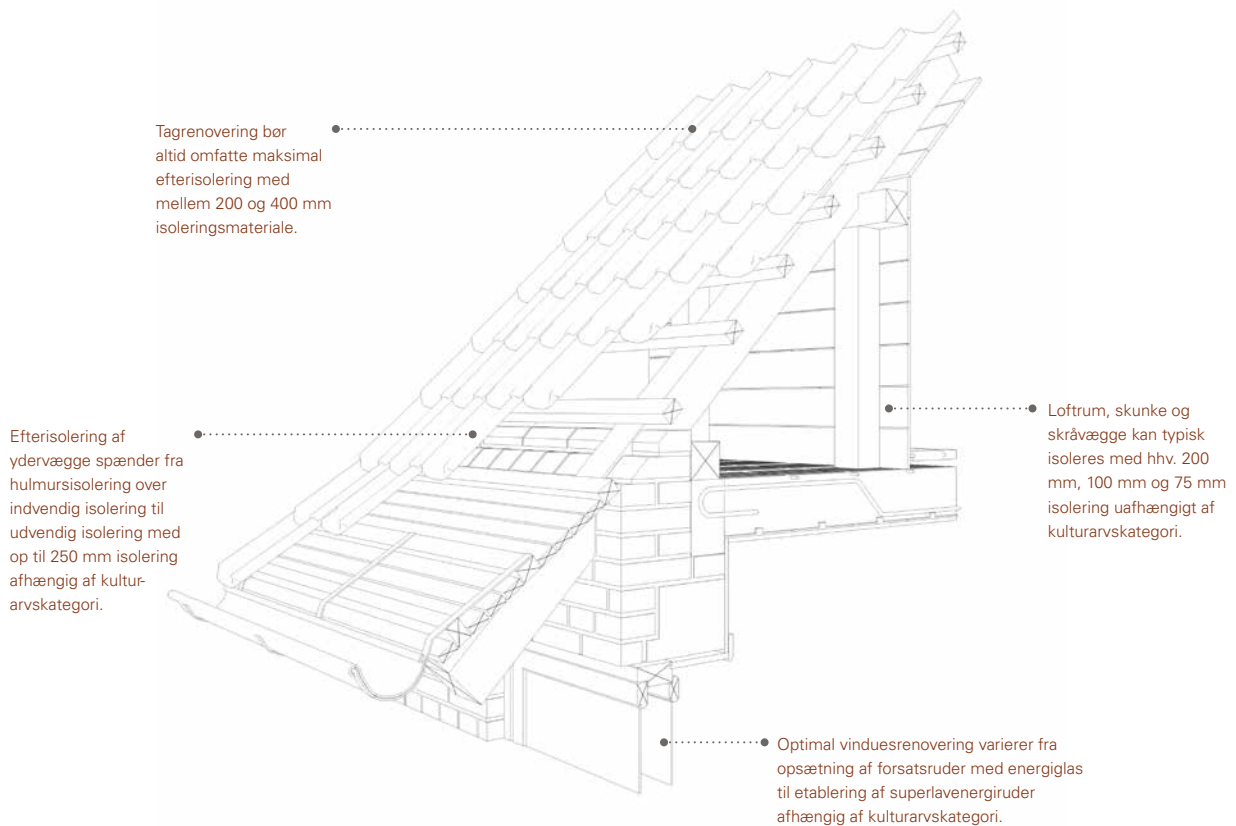 Tagrenovering bør
altid omfatte maksimal
efterisolering med
mellem 200 og 400 mm
isoleringsmateriale.
Efterisolering af
ydervægge spænder fra
hulmursisolering over
indvendig isolering til
udvendig isolering med
op til 250 mm isolering
afhængig af kultur-
arvskategori.
Loftrum, skunke og
skråvægge kan typisk
isoleres med hhv. 200
mm, 100 mm og 75 mm
isolering uafhængigt af
kulturarvskategori.
Optimal vinduesrenovering varierer fra
opsætning af forsatsruder med energiglas
til etablering af superlavenergiruder
afhængig af kulturarvskategori.